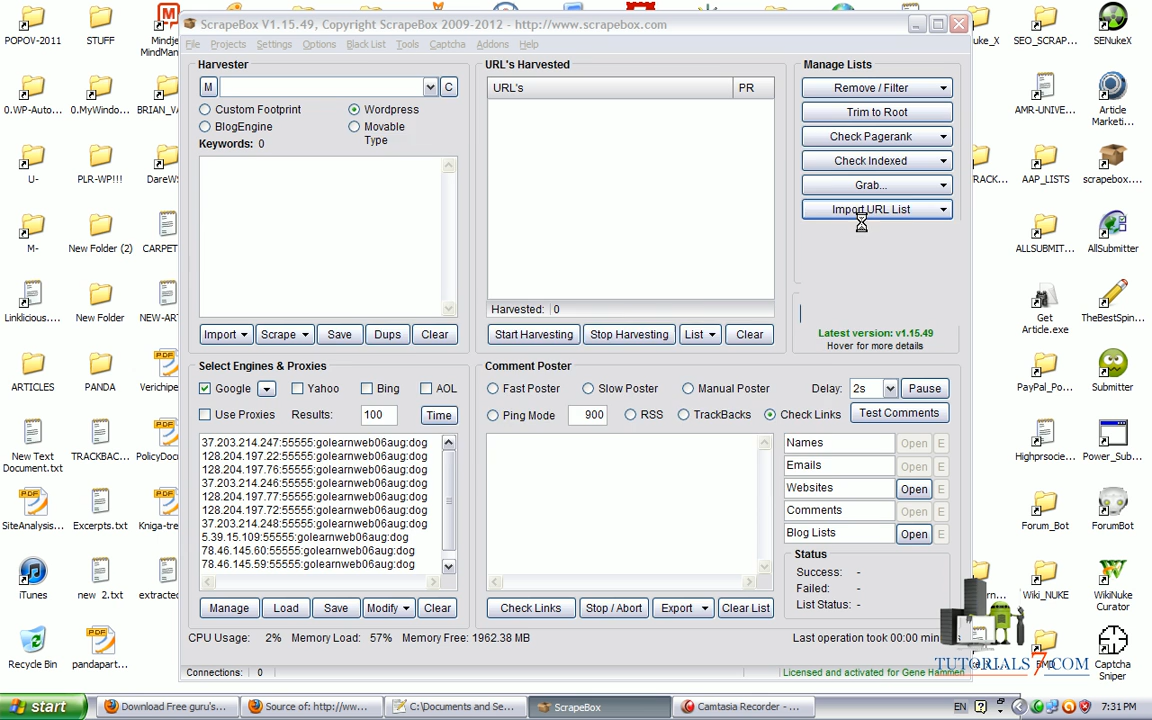 ScrapeBox V1.15.49, Copyright ScrapeBox 2009-2012 - http://www.scrapebox.com
File Projects Settings Options Black List Tools Captcha Addons Help
Harvester
M
C
Custom Footprint
Wordpress
BlogEngine
Movable
Type
Keywords: 0
Import
Scrape
Save
Dups
Clear
URL's Harvested
URL's
PR
Harvested: 0
Start Harvesting
Stop Harvesting
List
Clear
Manage Lists
Remove / Filter
Trim to Root
Check Pagerank
Check Indexed
Grab...
Import URL List
Latest version: v1.15.49
Hover for more details
Select Engines & Proxies
Google
Yahoo
Bing
AOL
Use Proxies
Results:
100
Time
37.203.214.247:55555:golearnweb06aug:dog
128.204.197.22:55555:golearnweb06aug:dog
128.204.197.76:55555:golearnweb06aug:dog
37.203.214.246:55555:golearnweb06aug:dog
128.204.197.77:55555:golearnweb06aug:dog
128.204.197.72:55555:golearnweb06aug:dog
37.203.214.248:55555:golearnweb06aug:dog
5.39.15.109:55555:golearnweb06aug:dog
78.46.145.60:55555:golearnweb06aug:dog
78.46.145.59:55555:golearnweb06aug:dog
Manage
Load
Save
Modify
Clear
Comment Poster
Fast Poster
Slow Poster
Manual Poster
Delay:
2s
Pause
Ping Mode
900
RSS
TrackBacks
Check Links
Test Comments
Names
Open
E
Emails
Open
E
Websites
Open
E
Comments
Open
E
Blog Lists
Open
E
Status
Success: -
Failed: -
List Status: -
Check Links
Stop / Abort
Export
Clear List
CPU Usage: 2% Memory Load: 57% Memory Free: 1962.38 MB
Last operation took 00:00
Connections: 0
Licensed and activated for Gene Hammen
TUTORIALS7.COM
POPOV-2011
STUFF
Mindje
MindMan
0.WP-Auto...
0.MyWindo...
BRIAN_VA
U-
PLR-WP!!!
DareWS
M-
New Folder (2)
CARPET
Linklicious....
New Folder
NEW-ART
ARTICLES
PANDA
Verichipe
New Text
Document.txt
TRACKBAC...
PolicyDoc
SiteAnalysis...
Excerpts.txt
Kniga-tre
iTunes
new_2.txt
extracted
Recycle Bin
pandapart...
SEO_SCRAP...
SENukeX
AMR-UNIVE...
Article
Marketi...
AAP_LISTS
scrapebox....
ALLSUBMIT...
AllSubmitter
Get
Article.exe
TheBestSpin...
PayPal_Po...
Submitter
Highprsocie...
Power_Sub...
Forum_Bot
ForumBot
Wiki_NUKE
WikiNuke
Curator
Captcha
Sniper
start
Download Free guru's...
Source of: http://ww...
C:\Documents and Se...
ScrapeBox
Camtasia Recorder - ...
EN
7:31 PM